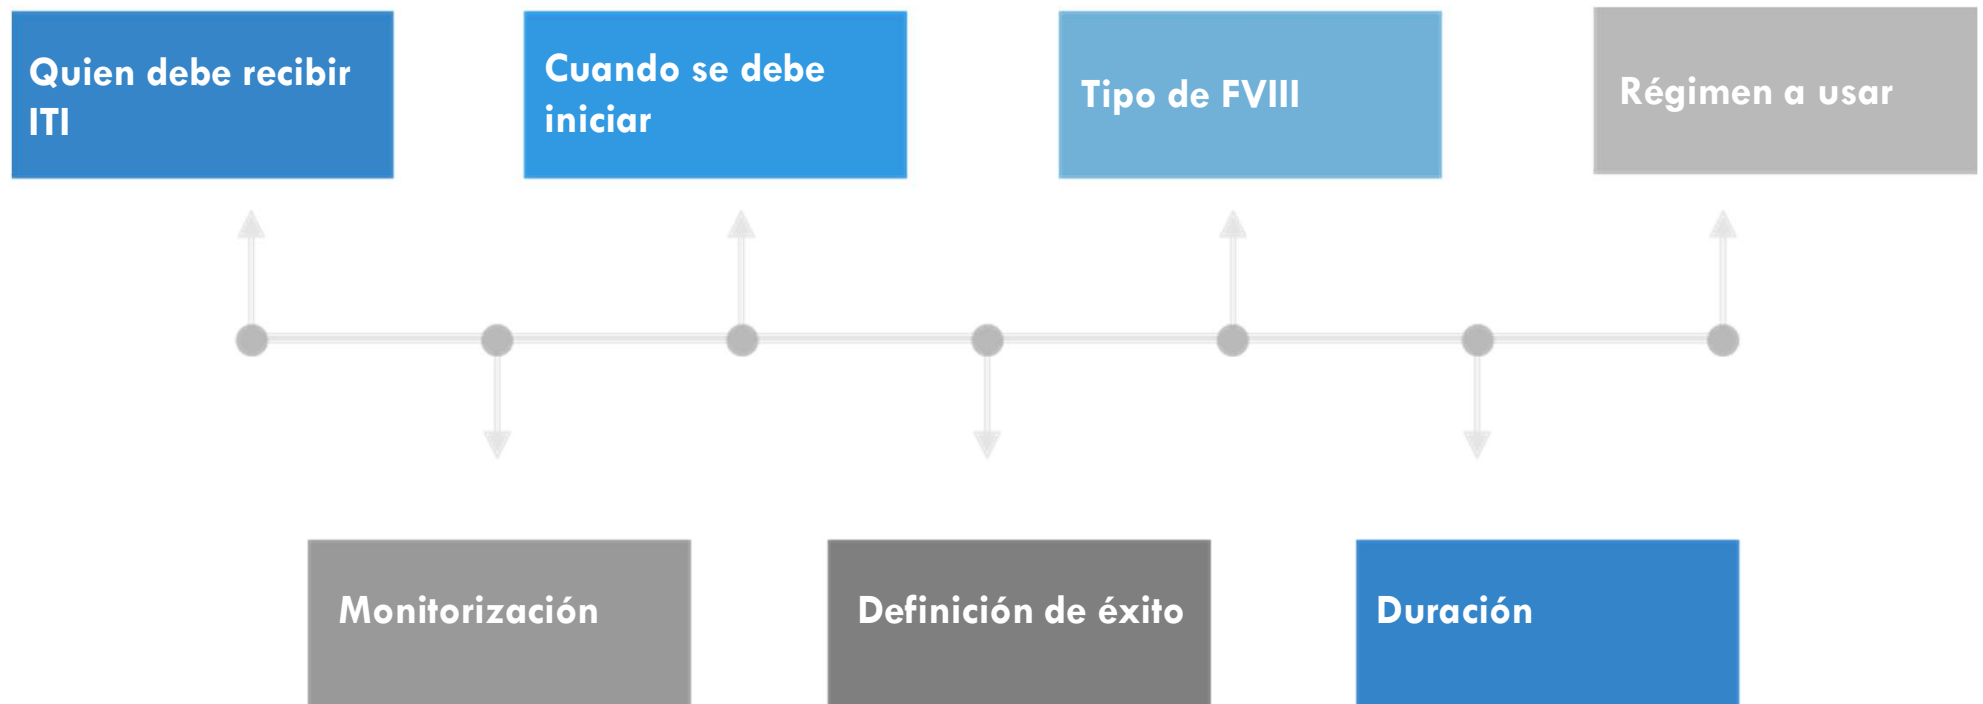 Quien debe recibir
ITI
Cuando se debe
iniciar
Tipo de FVIII
Régimen a usar
Monitorización
Definición de éxito
Duración